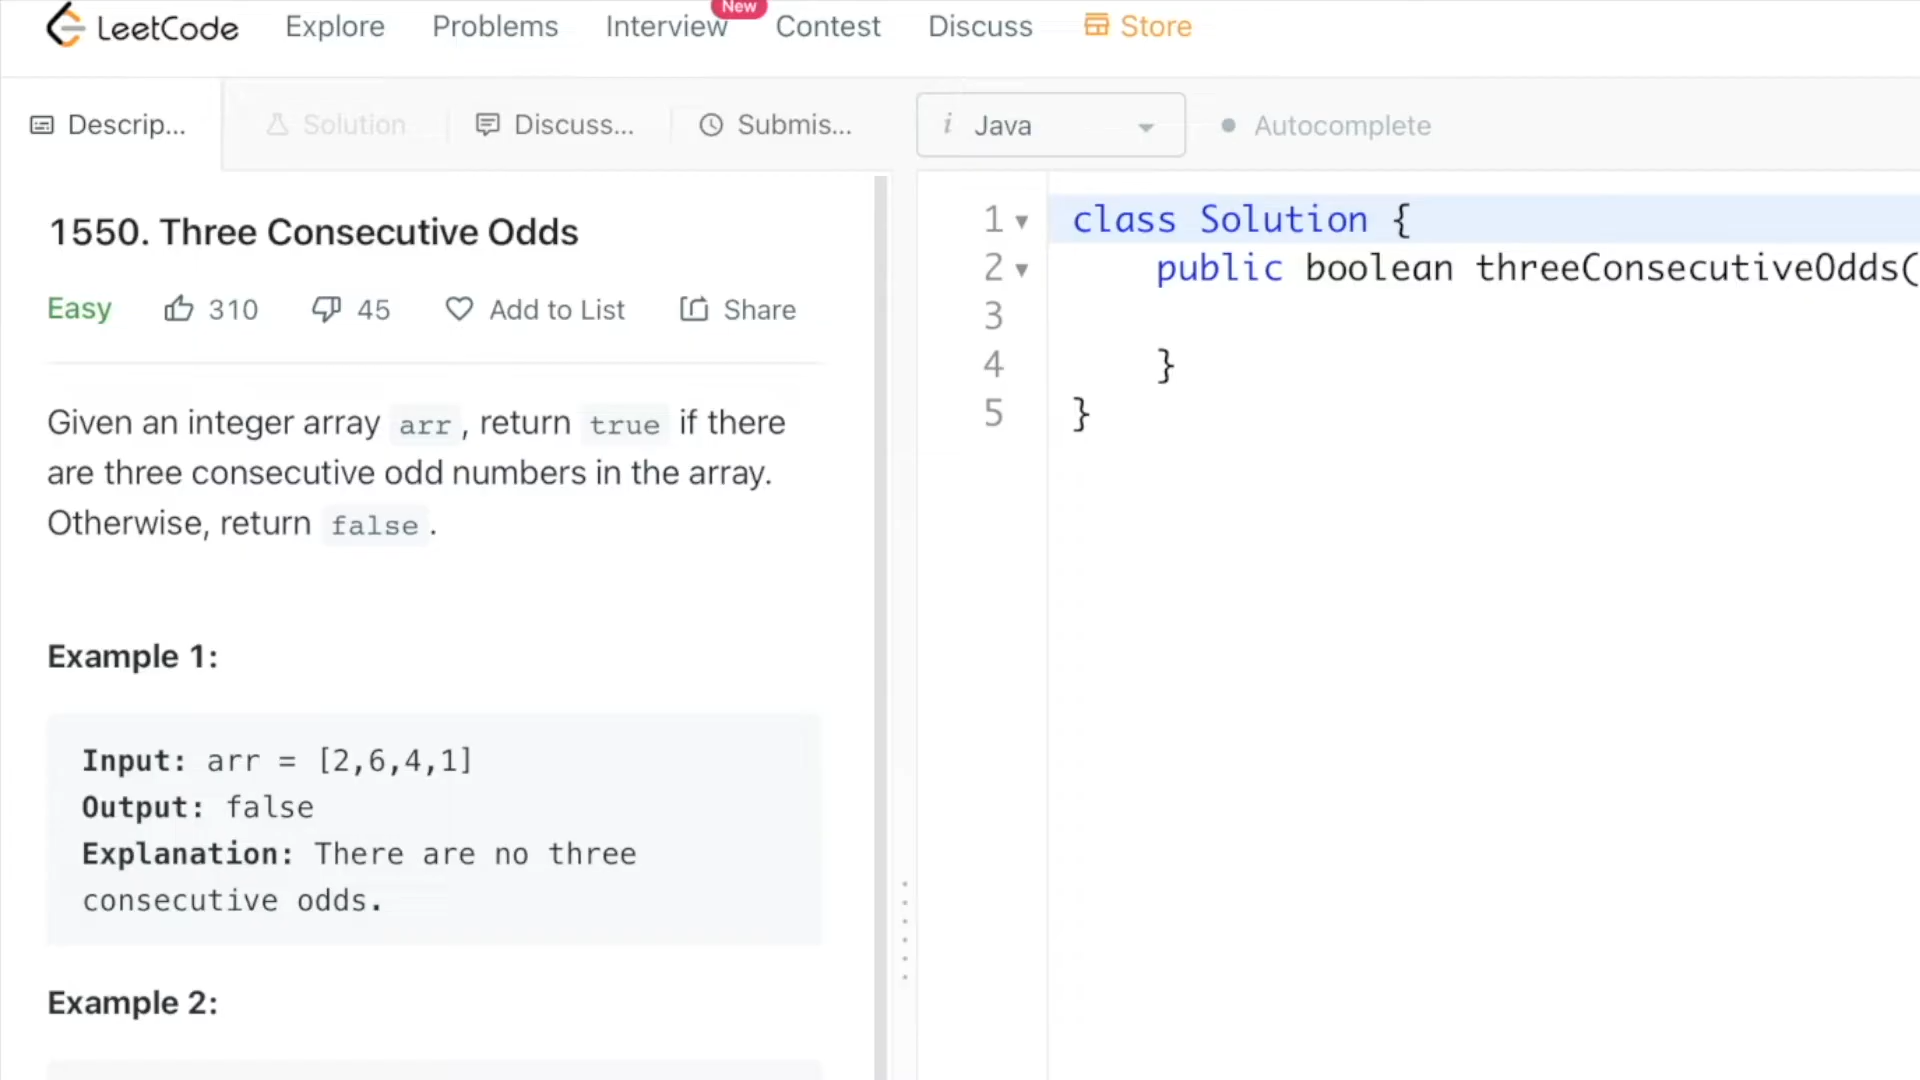 LeetCode Explore Problems Interview New Contest Discuss Store
Descrip... Solution Discuss... Submis... i Java Autocomplete
1550. Three Consecutive Odds
Easy 310 45 Add to List Share
Given an integer array arr, return true if there
are three consecutive odd numbers in the array.
Otherwise, return false.
Example 1:
Input: arr = [2,6,4,1]
Output: false
Explanation: There are no three
consecutive odds.
Example 2:
1 class Solution {
2 public boolean threeConsecutiveOdds(
3
4 }
5 }